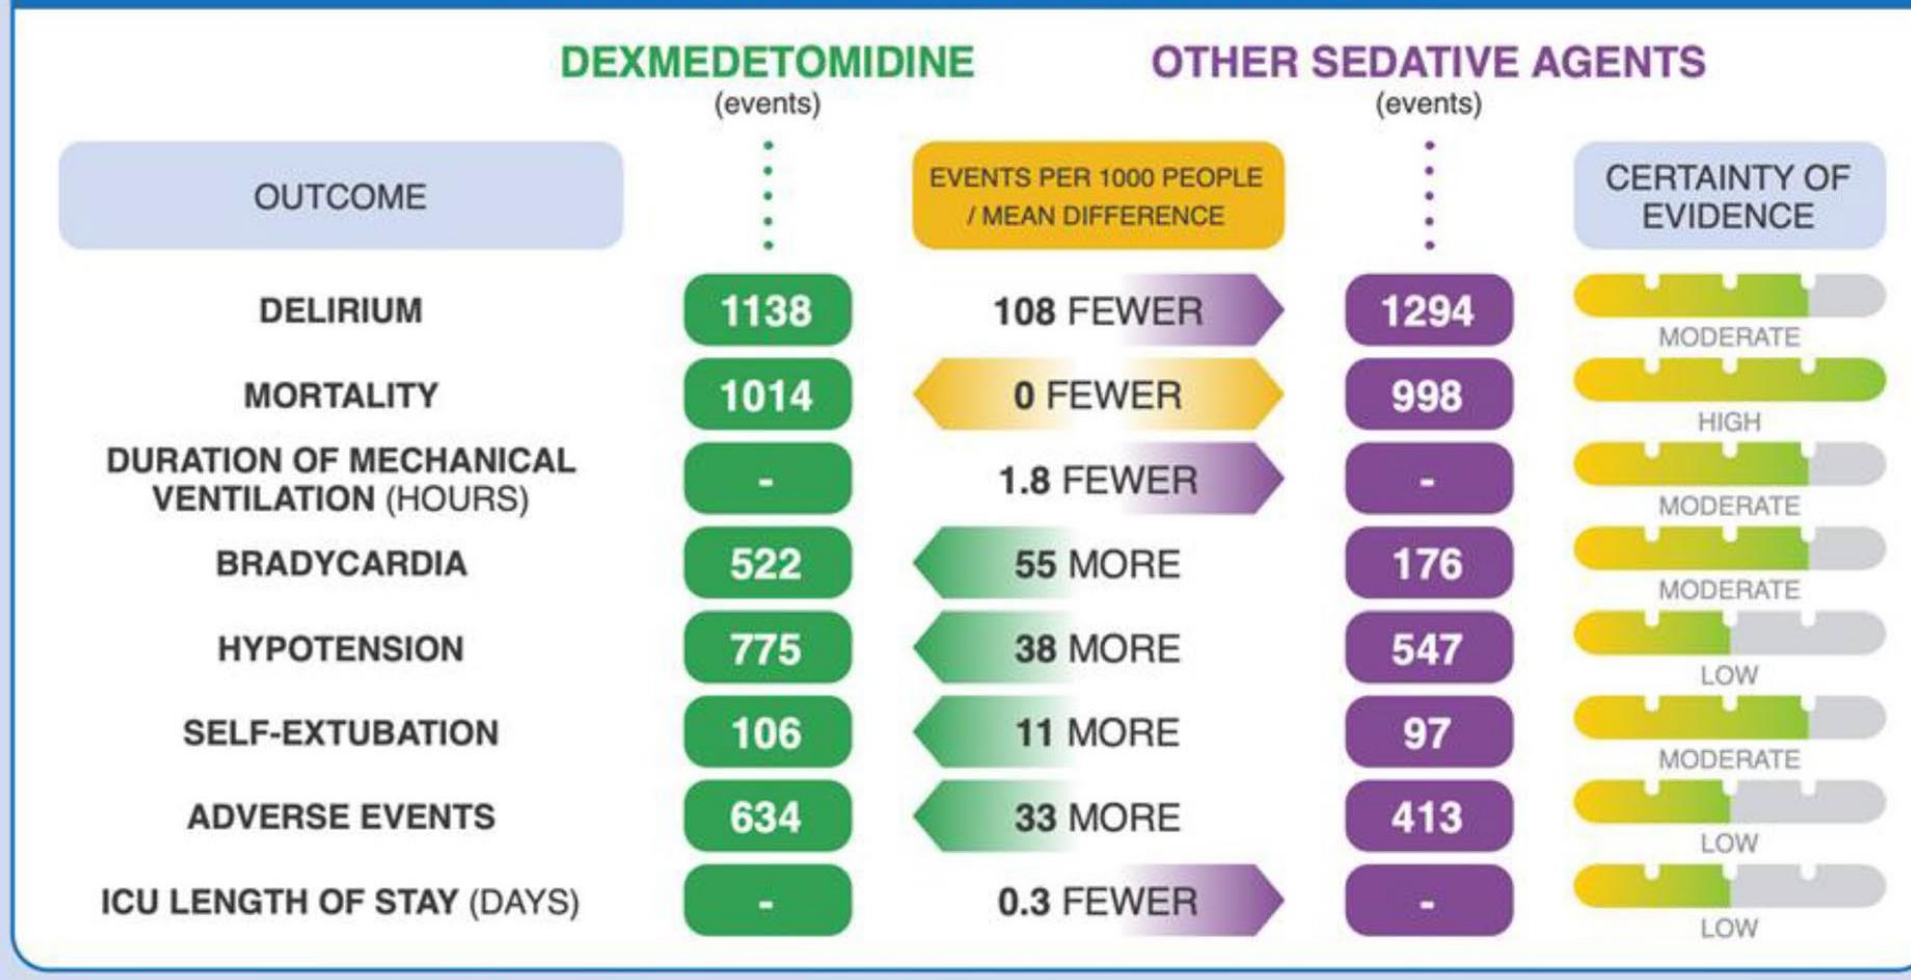 DEXMEDETOMIDINE
(events)
OTHER SEDATIVE AGENTS
(events)
OUTCOME
EVENTS PER 1000 PEOPLE
/ MEAN DIFFERENCE
CERTAINTY OF
EVIDENCE
DELIRIUM
1138
108 FEWER
1294
MODERATE
MORTALITY
1014
0 FEWER
998
HIGH
DURATION OF MECHANICAL
VENTILATION (HOURS)
-
1.8 FEWER
-
MODERATE
BRADYCARDIA
522
55 MORE
176
MODERATE
HYPOTENSION
775
38 MORE
547
LOW
SELF-EXTUBATION
106
11 MORE
97
MODERATE
ADVERSE EVENTS
634
33 MORE
413
LOW
ICU LENGTH OF STAY (DAYS)
-
0.3 FEWER
-
LOW